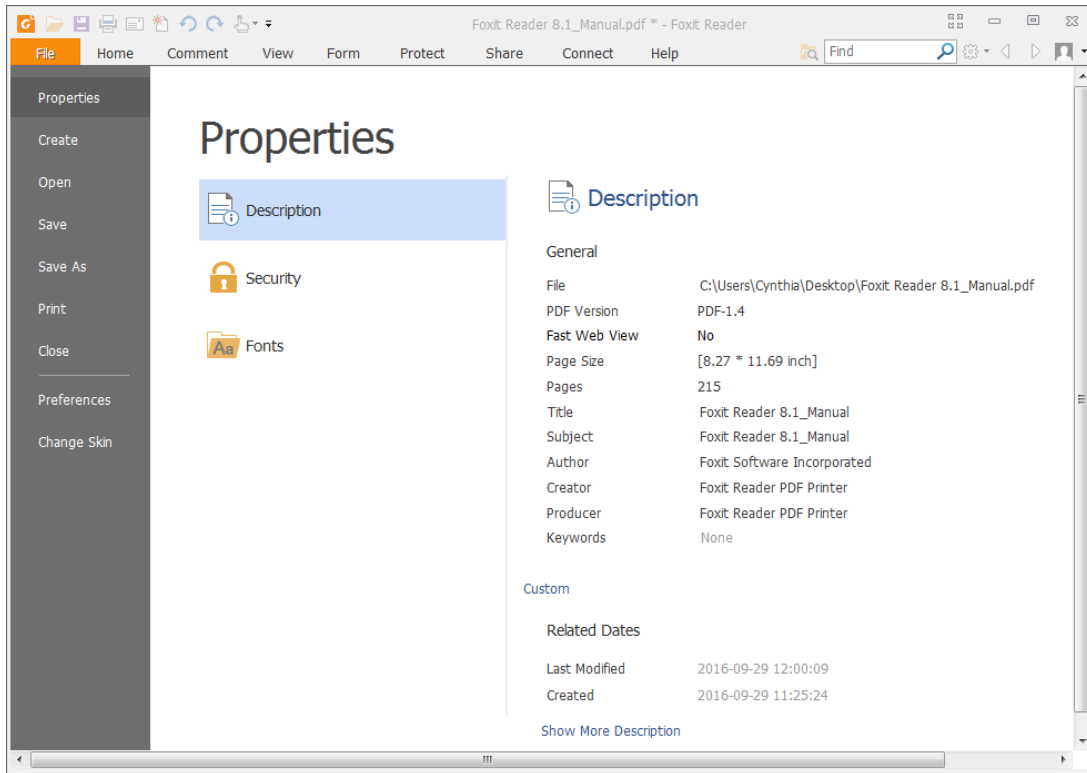 Foxit Reader 8.1_Manual.pdf * - Foxit Reader
File Home Comment View Form Protect Share Connect Help Find
Properties
Create
Open
Save
Save As
Print
Close
Preferences
Change Skin
Properties
Description
Security
Aa Fonts
Description
General
File C:\Users\Cynthia\Desktop\Foxit Reader 8.1_Manual.pdf
PDF Version PDF-1.4
Fast Web View No
Page Size [8.27 * 11.69 inch]
Pages 215
Title Foxit Reader 8.1_Manual
Subject Foxit Reader 8.1_Manual
Author Foxit Software Incorporated
Creator Foxit Reader PDF Printer
Producer Foxit Reader PDF Printer
Keywords None
Custom
Related Dates
Last Modified 2016-09-29 12:00:09
Created 2016-09-29 11:25:24
Show More Description